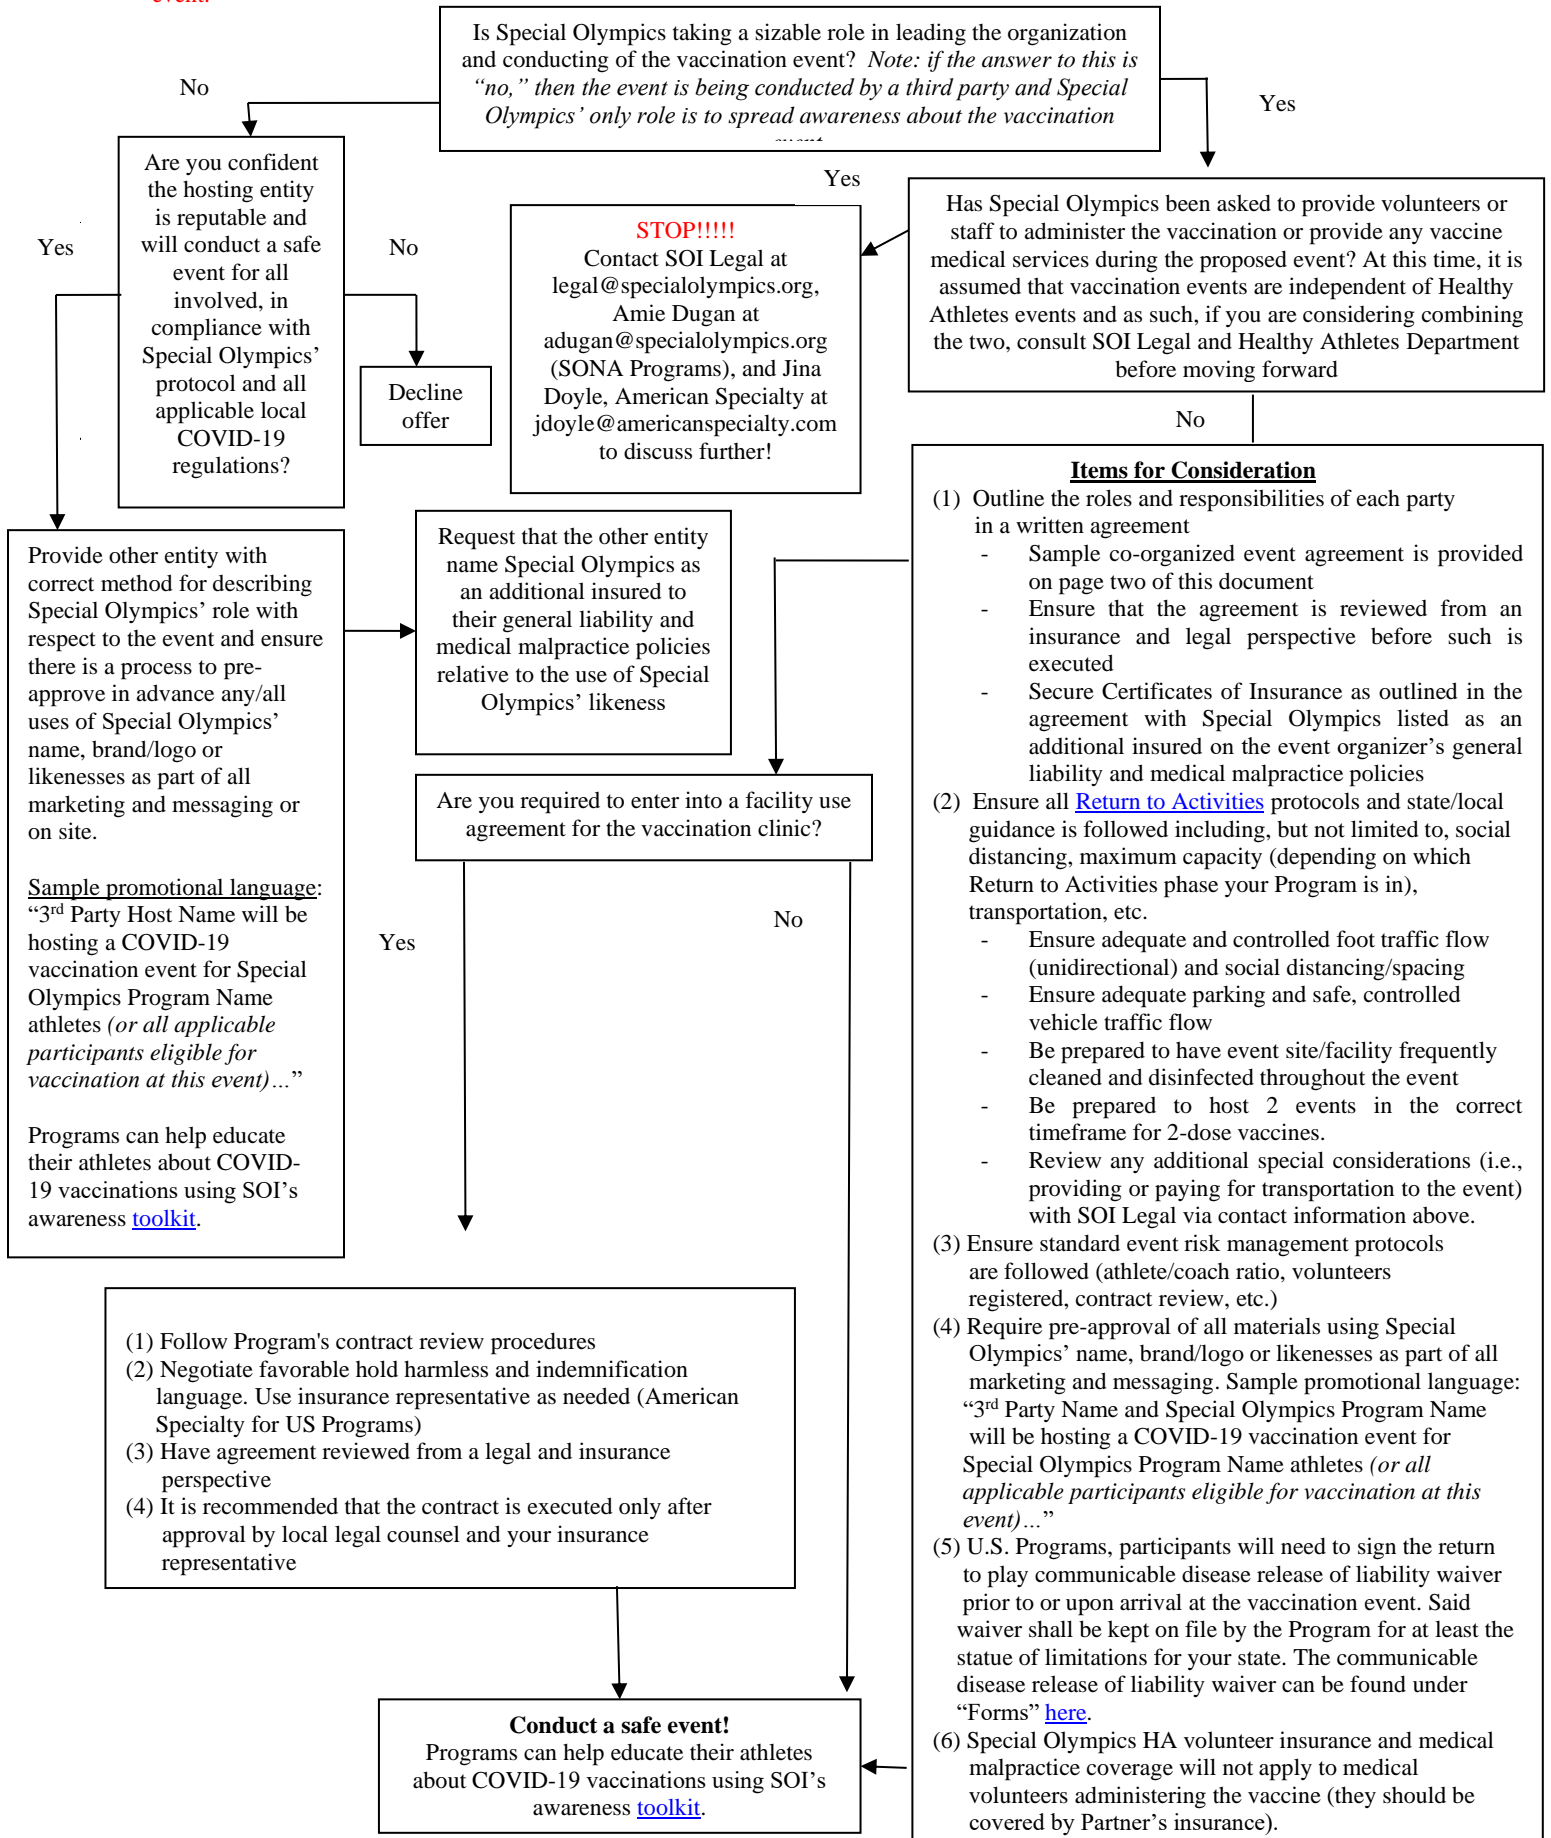 event.
Is Special Olympics taking a sizable role in leading the organization
and conducting of the vaccination event? Note: if the answer to this is
“no,” then the event is being conducted by a third party and Special
Olympics’ only role is to spread awareness about the vaccination
No
Yes
Are you confident
the hosting entity
is reputable and
will conduct a safe
event for all
involved, in
compliance with
Special Olympics’
protocol and all
applicable local
COVID-19
regulations?
Yes
No
Decline
offer
Yes
STOP!!!!!
Contact SOI Legal at
legal@specialolympics.org,
Amie Dugan at
adugan@specialolympics.org
(SONA Programs), and Jina
Doyle, American Specialty at
jdoyle@americanspecialty.com
to discuss further!
Has Special Olympics been asked to provide volunteers or
staff to administer the vaccination or provide any vaccine
medical services during the proposed event? At this time, it is
assumed that vaccination events are independent of Healthy
Athletes events and as such, if you are considering combining
the two, consult SOI Legal and Healthy Athletes Department
before moving forward
No
Provide other entity with
correct method for describing
Special Olympics’ role with
respect to the event and ensure
there is a process to pre-
approve in advance any/all
uses of Special Olympics’
name, brand/logo or
likenesses as part of all
marketing and messaging or
on site.
Sample promotional language:
“3rd Party Host Name will be
hosting a COVID-19
vaccination event for Special
Olympics Program Name
athletes (or all applicable
participants eligible for
vaccination at this event)…”
Programs can help educate
their athletes about COVID-
19 vaccinations using SOI’s
awareness toolkit.
Request that the other entity
name Special Olympics as
an additional insured to
their general liability and
medical malpractice policies
relative to the use of Special
Olympics’ likeness
Are you required to enter into a facility use
agreement for the vaccination clinic?
Yes
No
(1) Follow Program's contract review procedures
(2) Negotiate favorable hold harmless and indemnification
language. Use insurance representative as needed (American
Specialty for US Programs)
(3) Have agreement reviewed from a legal and insurance
perspective
(4) It is recommended that the contract is executed only after
approval by local legal counsel and your insurance
representative
Conduct a safe event!
Programs can help educate their athletes
about COVID-19 vaccinations using SOI’s
awareness toolkit.
Items for Consideration
(1) Outline the roles and responsibilities of each party
in a written agreement
- Sample co-organized event agreement is provided
on page two of this document
- Ensure that the agreement is reviewed from an
insurance and legal perspective before such is
executed
- Secure Certificates of Insurance as outlined in the
agreement with Special Olympics listed as an
additional insured on the event organizer’s general
liability and medical malpractice policies
(2) Ensure all Return to Activities protocols and state/local
guidance is followed including, but not limited to, social
distancing, maximum capacity (depending on which
Return to Activities phase your Program is in),
transportation, etc.
- Ensure adequate and controlled foot traffic flow
(unidirectional) and social distancing/spacing
- Ensure adequate parking and safe, controlled
vehicle traffic flow
- Be prepared to have event site/facility frequently
cleaned and disinfected throughout the event
- Be prepared to host 2 events in the correct
timeframe for 2-dose vaccines.
- Review any additional special considerations (i.e.,
providing or paying for transportation to the event)
with SOI Legal via contact information above.
(3) Ensure standard event risk management protocols
are followed (athlete/coach ratio, volunteers
registered, contract review, etc.)
(4) Require pre-approval of all materials using Special
Olympics’ name, brand/logo or likenesses as part of all
marketing and messaging. Sample promotional language:
“3rd Party Name and Special Olympics Program Name
will be hosting a COVID-19 vaccination event for
Special Olympics Program Name athletes (or all
applicable participants eligible for vaccination at this
event)…”
(5) U.S. Programs, participants will need to sign the return
to play communicable disease release of liability waiver
prior to or upon arrival at the vaccination event. Said
waiver shall be kept on file by the Program for at least the
statue of limitations for your state. The communicable
disease release of liability waiver can be found under
“Forms” here.
(6) Special Olympics HA volunteer insurance and medical
malpractice coverage will not apply to medical
volunteers administering the vaccine (they should be
covered by Partner’s insurance).